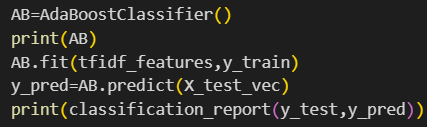 AB=AdaBoostClassifier()
print(AB)
AB.fit(tfidf_features,y_train)
y_pred=AB.predict(X_test_vec)
print(classification_report(y_test,y_pred))